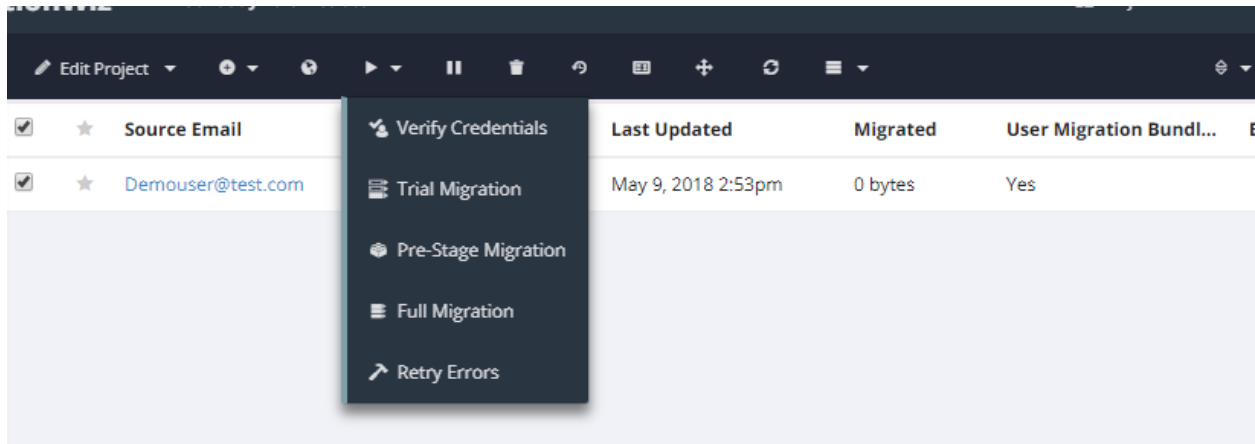 Edit Project
Verify Credentials
Trial Migration
Pre-Stage Migration
Full Migration
Retry Errors
Source Email Last Updated Migrated User Migration Bundl...
Demouser@test.com May 9, 2018 2:53pm 0 bytes Yes